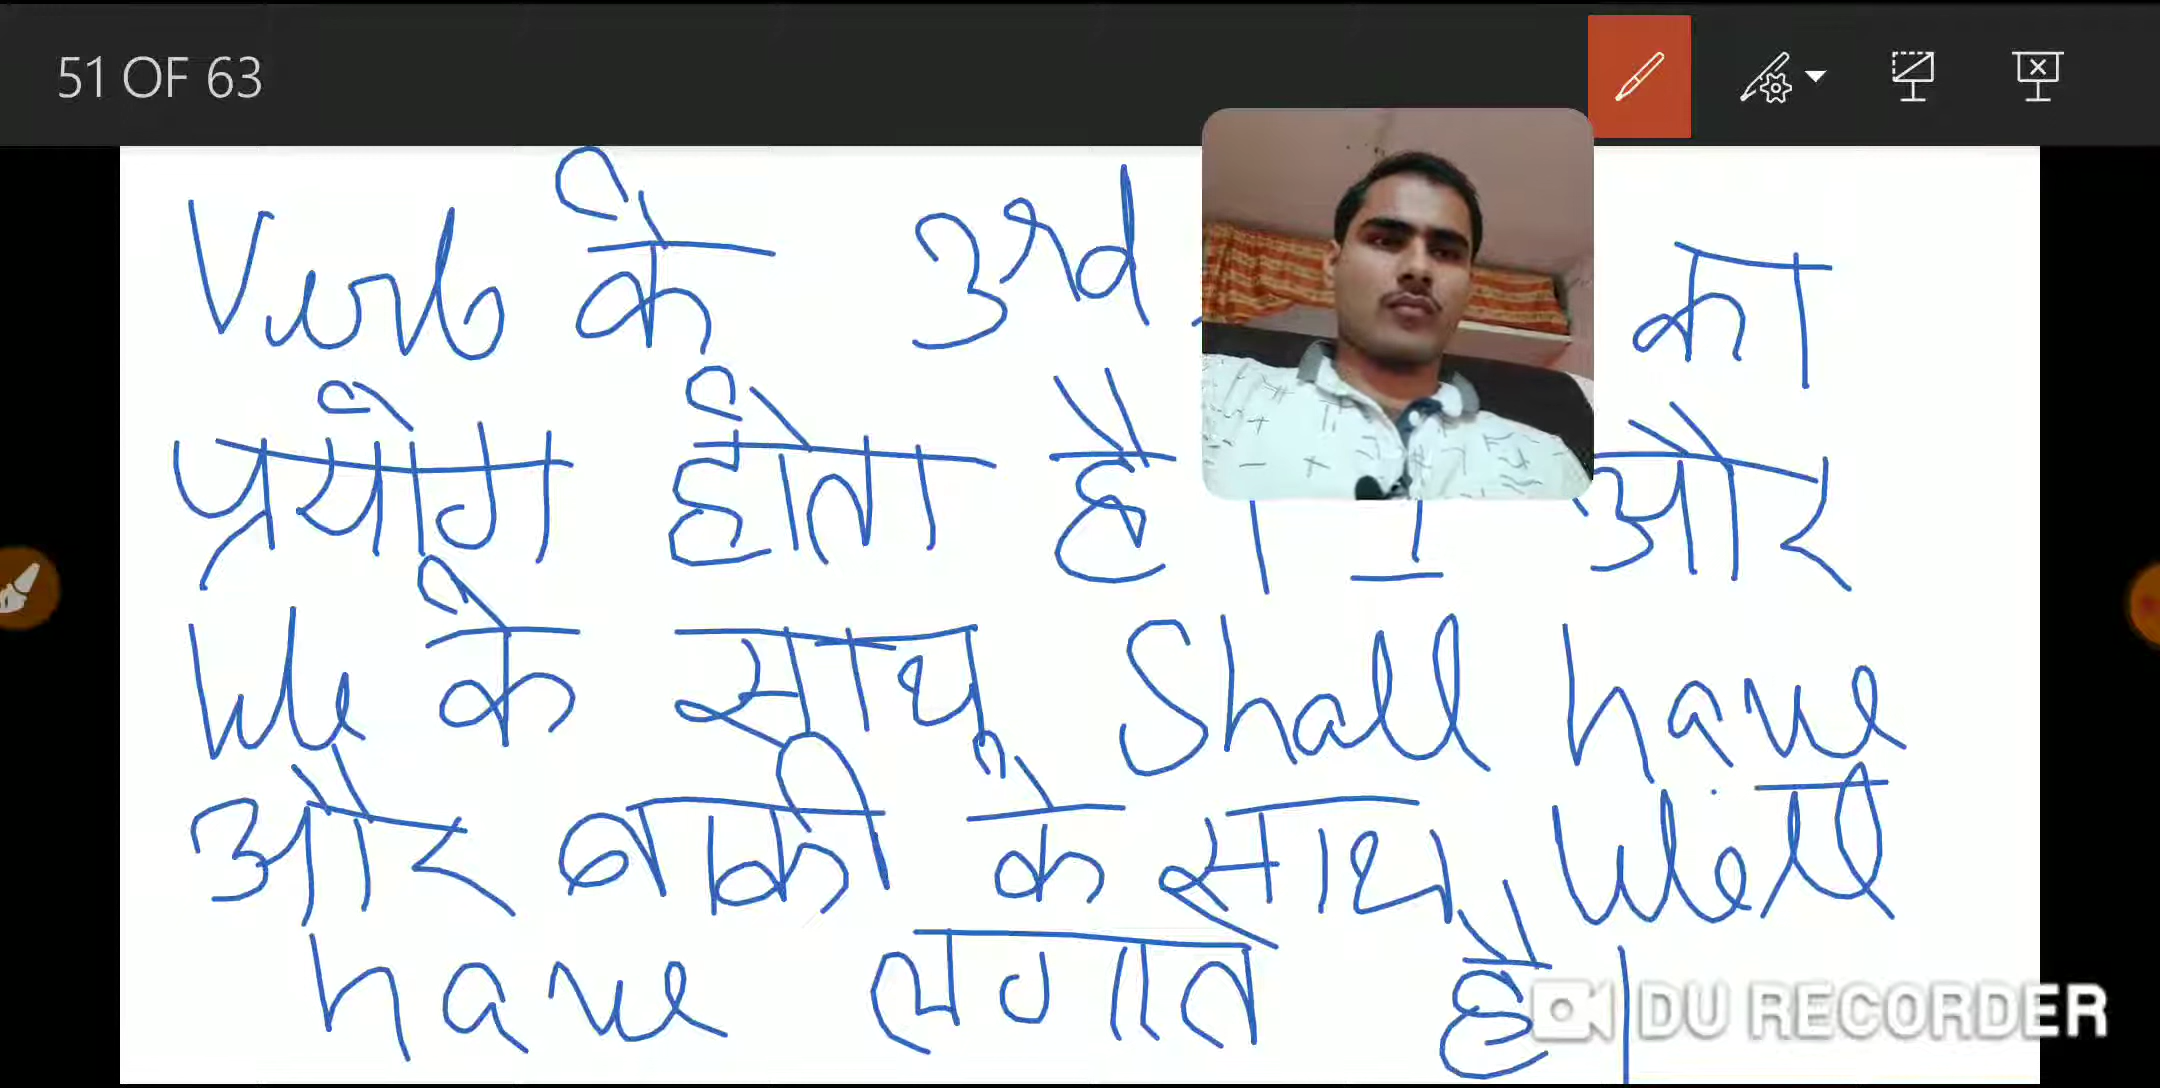 51 OF 63
Verb के 3rd का
प्रयोग होता है। I और
We के साथ Shall have
और बाकी के साथ Will
have लगात है।
DU RECORDER